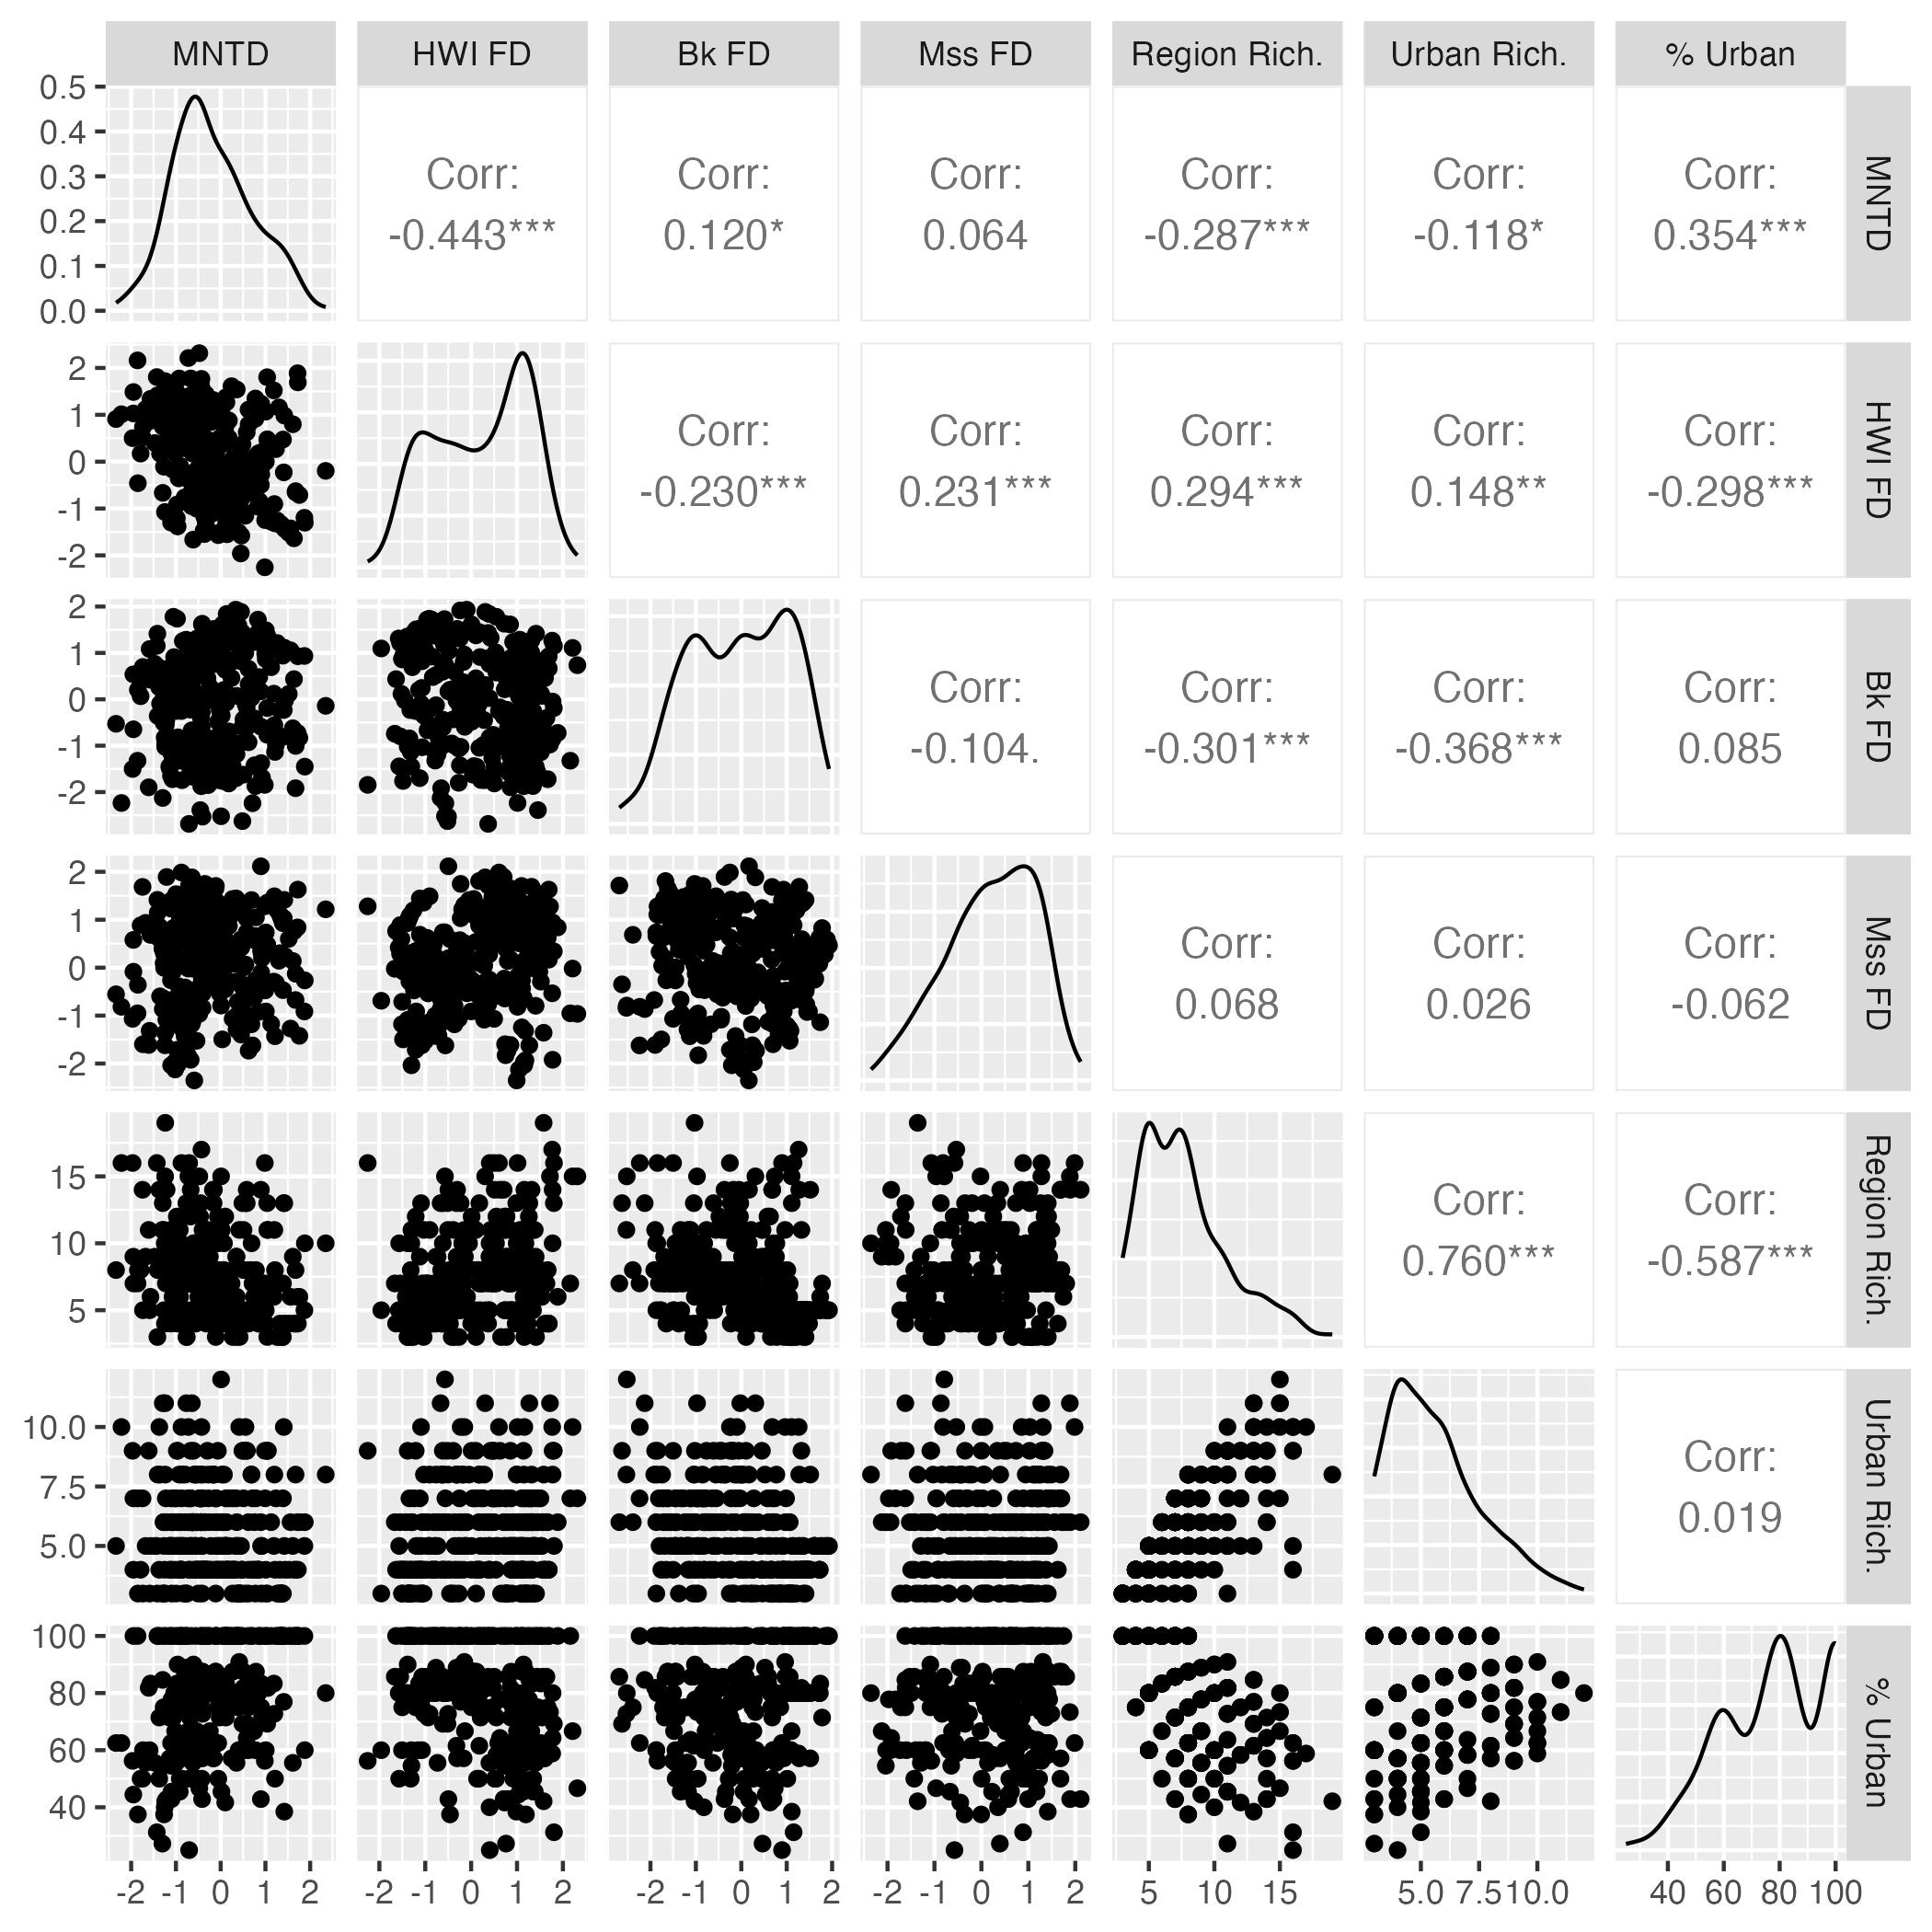 MNTD HWI FD Bk FD Mss FD Region Rich. Urban Rich. % Urban
0.5
0.4
0.3
0.2
0.1
0.0
Corr: Corr: Corr: Corr: Corr: Corr:
-0.443*** 0.120* 0.064 -0.287*** -0.118* 0.354***
MNTD
2
1
0
-1
-2
Corr: Corr: Corr: Corr: Corr:
-0.230*** 0.231*** 0.294*** 0.148** -0.298***
HWI FD
2
1
0
-1
-2
Corr: Corr: Corr: Corr:
-0.104. -0.301*** -0.368*** 0.085
Bk FD
2
1
0
-1
-2
Corr: Corr: Corr:
0.068 0.026 -0.062
Mss FD
15
10
5
Corr: Corr:
0.760*** -0.587***
Region Rich.
10.0
7.5
5.0
Corr:
0.019
Urban Rich.
100
80
60
40
% Urban
-2 -1 0 1 2 -2 -1 0 1 2 -2 -1 0 1 2 -2 -1 0 1 2 5 10 15 5.0 7.5 10.0 40 60 80 100